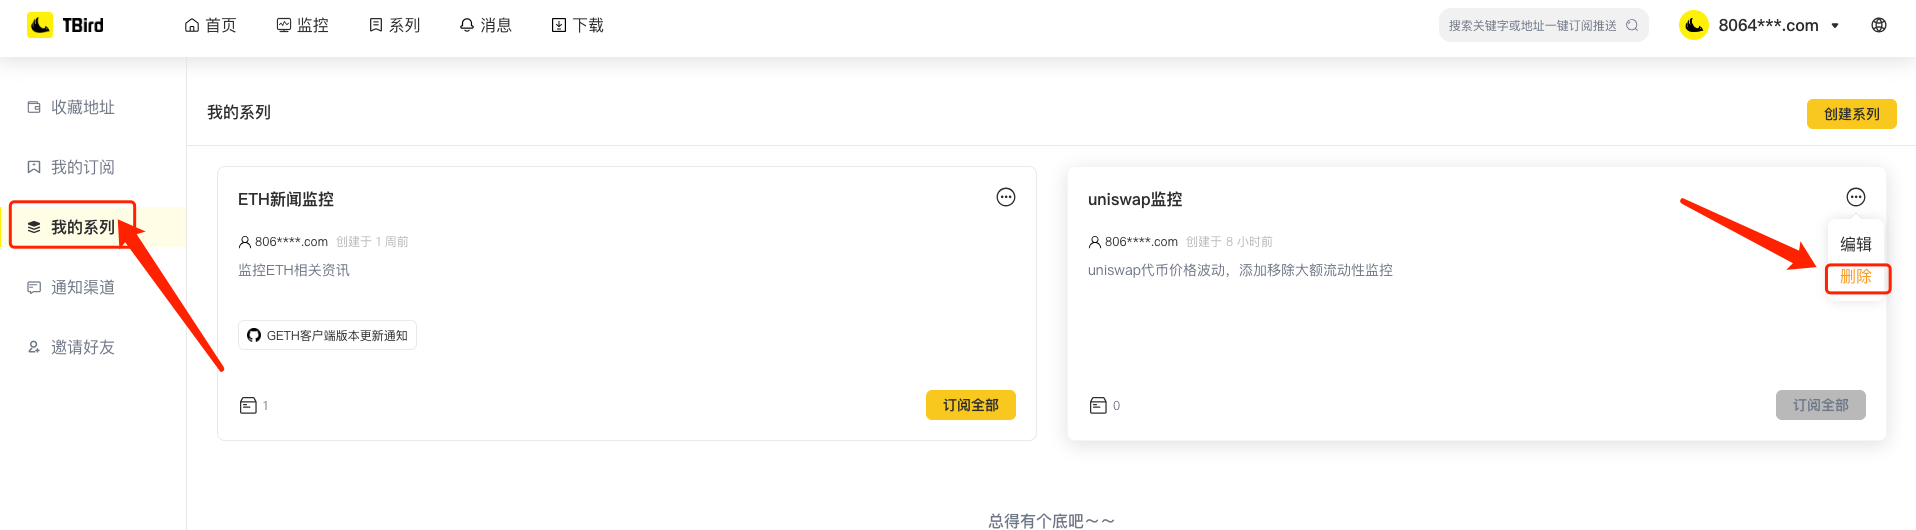 TBird 首页 监控 系列 消息 下载 搜索关键字或地址一键订阅推送 8064***.com
收藏地址
我的订阅
我的系列
通知渠道
邀请好友
我的系列 创建系列
ETH新闻监控
806****.com 创建于 1 周前
监控ETH相关资讯
GETH客户端版本更新通知
1 订阅全部
uniswap监控
编辑
删除
806****.com 创建于 8 小时前
uniswap代币价格波动，添加移除大额流动性监控
0 订阅全部
总得有个底吧～～